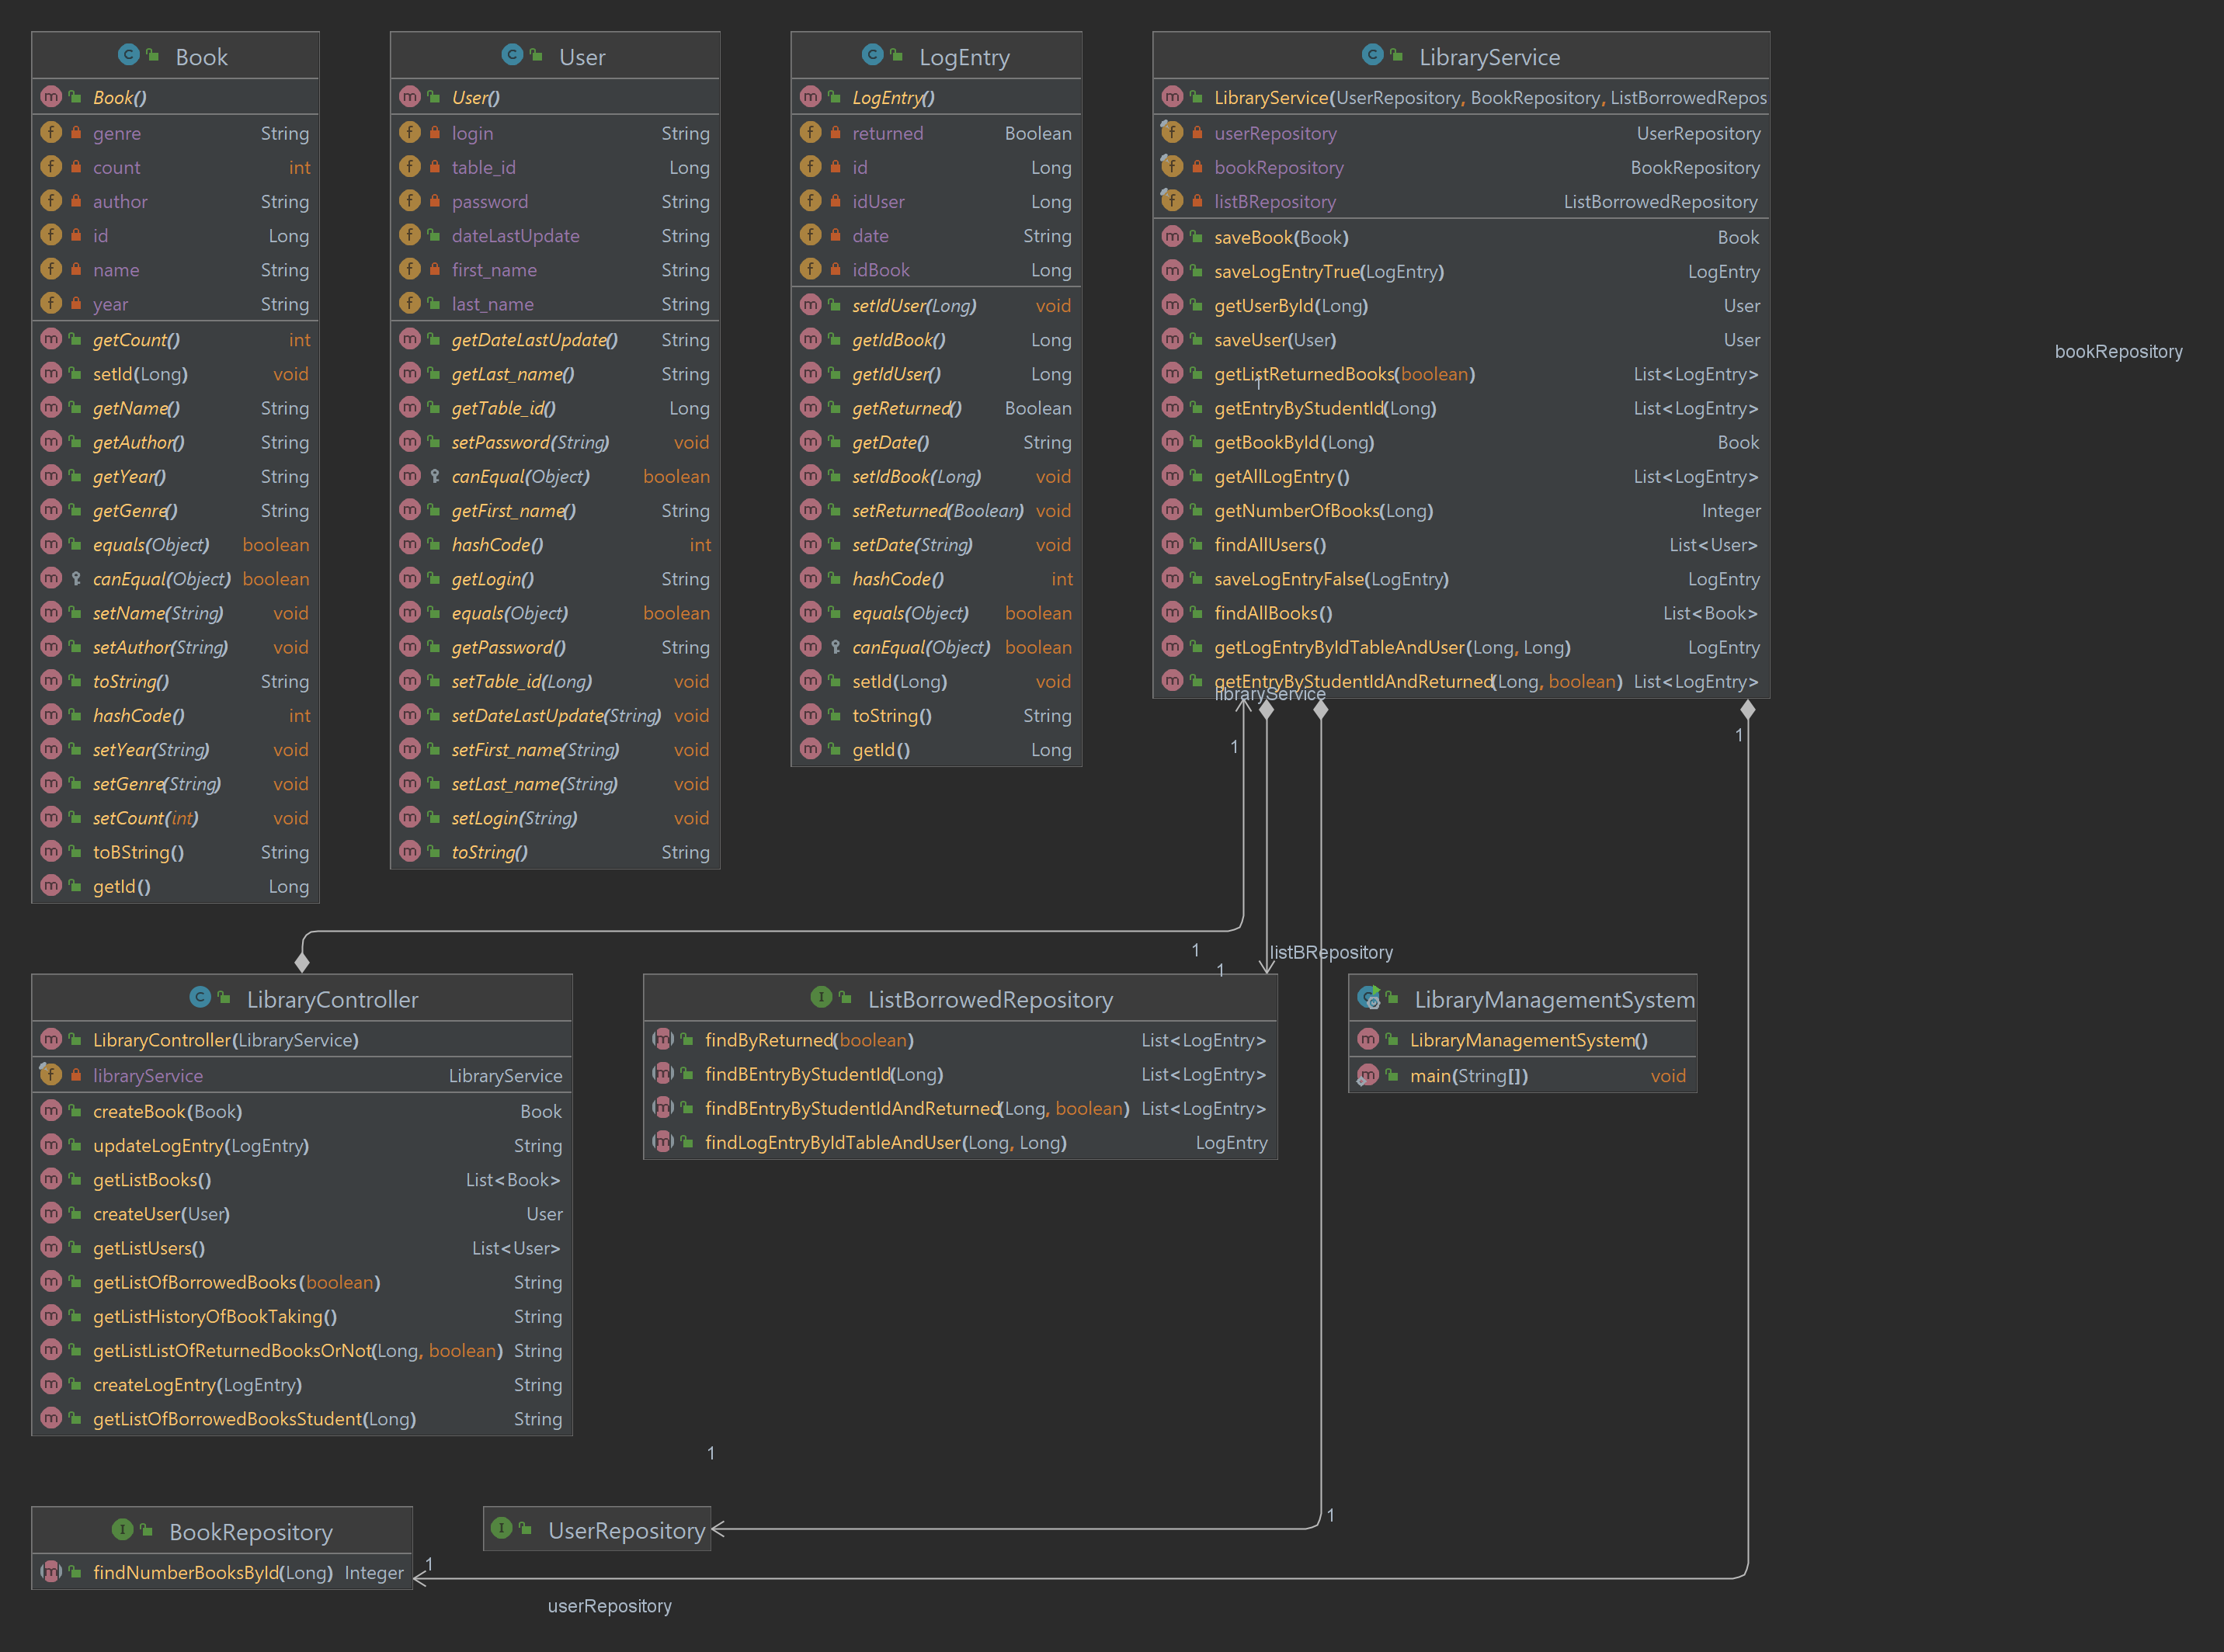 Book
Book()
genre String
count int
author String
id Long
name String
year String
getCount() int
setId(Long) void
getName() String
getAuthor() String
getYear() String
getGenre() String
equals(Object) boolean
canEqual(Object) boolean
setName(String) void
setAuthor(String) void
toString() String
hashCode() int
setYear(String) void
setGenre(String) void
setCount(int) void
toBString() String
getId() Long
User
User()
login String
table_id Long
password String
dateLastUpdate String
first_name String
last_name String
getDateLastUpdate() String
getLast_name() String
getTable_id() Long
setPassword(String) void
canEqual(Object) boolean
getFirst_name() String
hashCode() int
getLogin() String
equals(Object) boolean
getPassword() String
setTable_id(Long) void
setDateLastUpdate(String) void
setFirst_name(String) void
setLast_name(String) void
setLogin(String) void
toString() String
LogEntry
LogEntry()
returned Boolean
id Long
idUser Long
date String
idBook Long
setIdUser(Long) void
getIdBook() Long
getIdUser() Long
getReturned() Boolean
getDate() String
setIdBook(Long) void
setReturned(Boolean) void
setDate(String) void
hashCode() int
equals(Object) boolean
canEqual(Object) boolean
setId(Long) void
toString() String
getId() Long
LibraryService
LibraryService(UserRepository, BookRepository, ListBorrowedRepos
userRepository UserRepository
bookRepository BookRepository
listBRepository ListBorrowedRepository
saveBook(Book) Book
saveLogEntryTrue(LogEntry) LogEntry
getUserById(Long) User
saveUser(User) User
getListReturnedBooks(boolean) List<LogEntry>
1
getEntryByStudentId(Long) List<LogEntry>
getBookById(Long) Book
getAllLogEntry() List<LogEntry>
getNumberOfBooks(Long) Integer
findAllUsers() List<User>
saveLogEntryFalse(LogEntry) LogEntry
findAllBooks() List<Book>
getLogEntryByIdTableAndUser(Long, Long) LogEntry
getEntryByStudentIdAndReturned(Long, boolean) List<LogEntry>
libraryService
bookRepository
1
1
1
1
listBRepository
LibraryController
LibraryController(LibraryService)
libraryService LibraryService
createBook(Book) Book
updateLogEntry(LogEntry) String
getListBooks() List<Book>
createUser(User) User
getListUsers() List<User>
getListOfBorrowedBooks(boolean) String
getListHistoryOfBookTaking() String
getListListOfReturnedBooksOrNot(Long, boolean) String
createLogEntry(LogEntry) String
getListOfBorrowedBooksStudent(Long) String
ListBorrowedRepository
findByReturned(boolean) List<LogEntry>
findBEntryByStudentId(Long) List<LogEntry>
findBEntryByStudentIdAndReturned(Long, boolean) List<LogEntry>
findLogEntryByIdTableAndUser(Long, Long) LogEntry
LibraryManagementSystem
LibraryManagementSystem()
main(String[]) void
1
BookRepository
findNumberBooksById(Long) Integer
UserRepository
1
1
userRepository